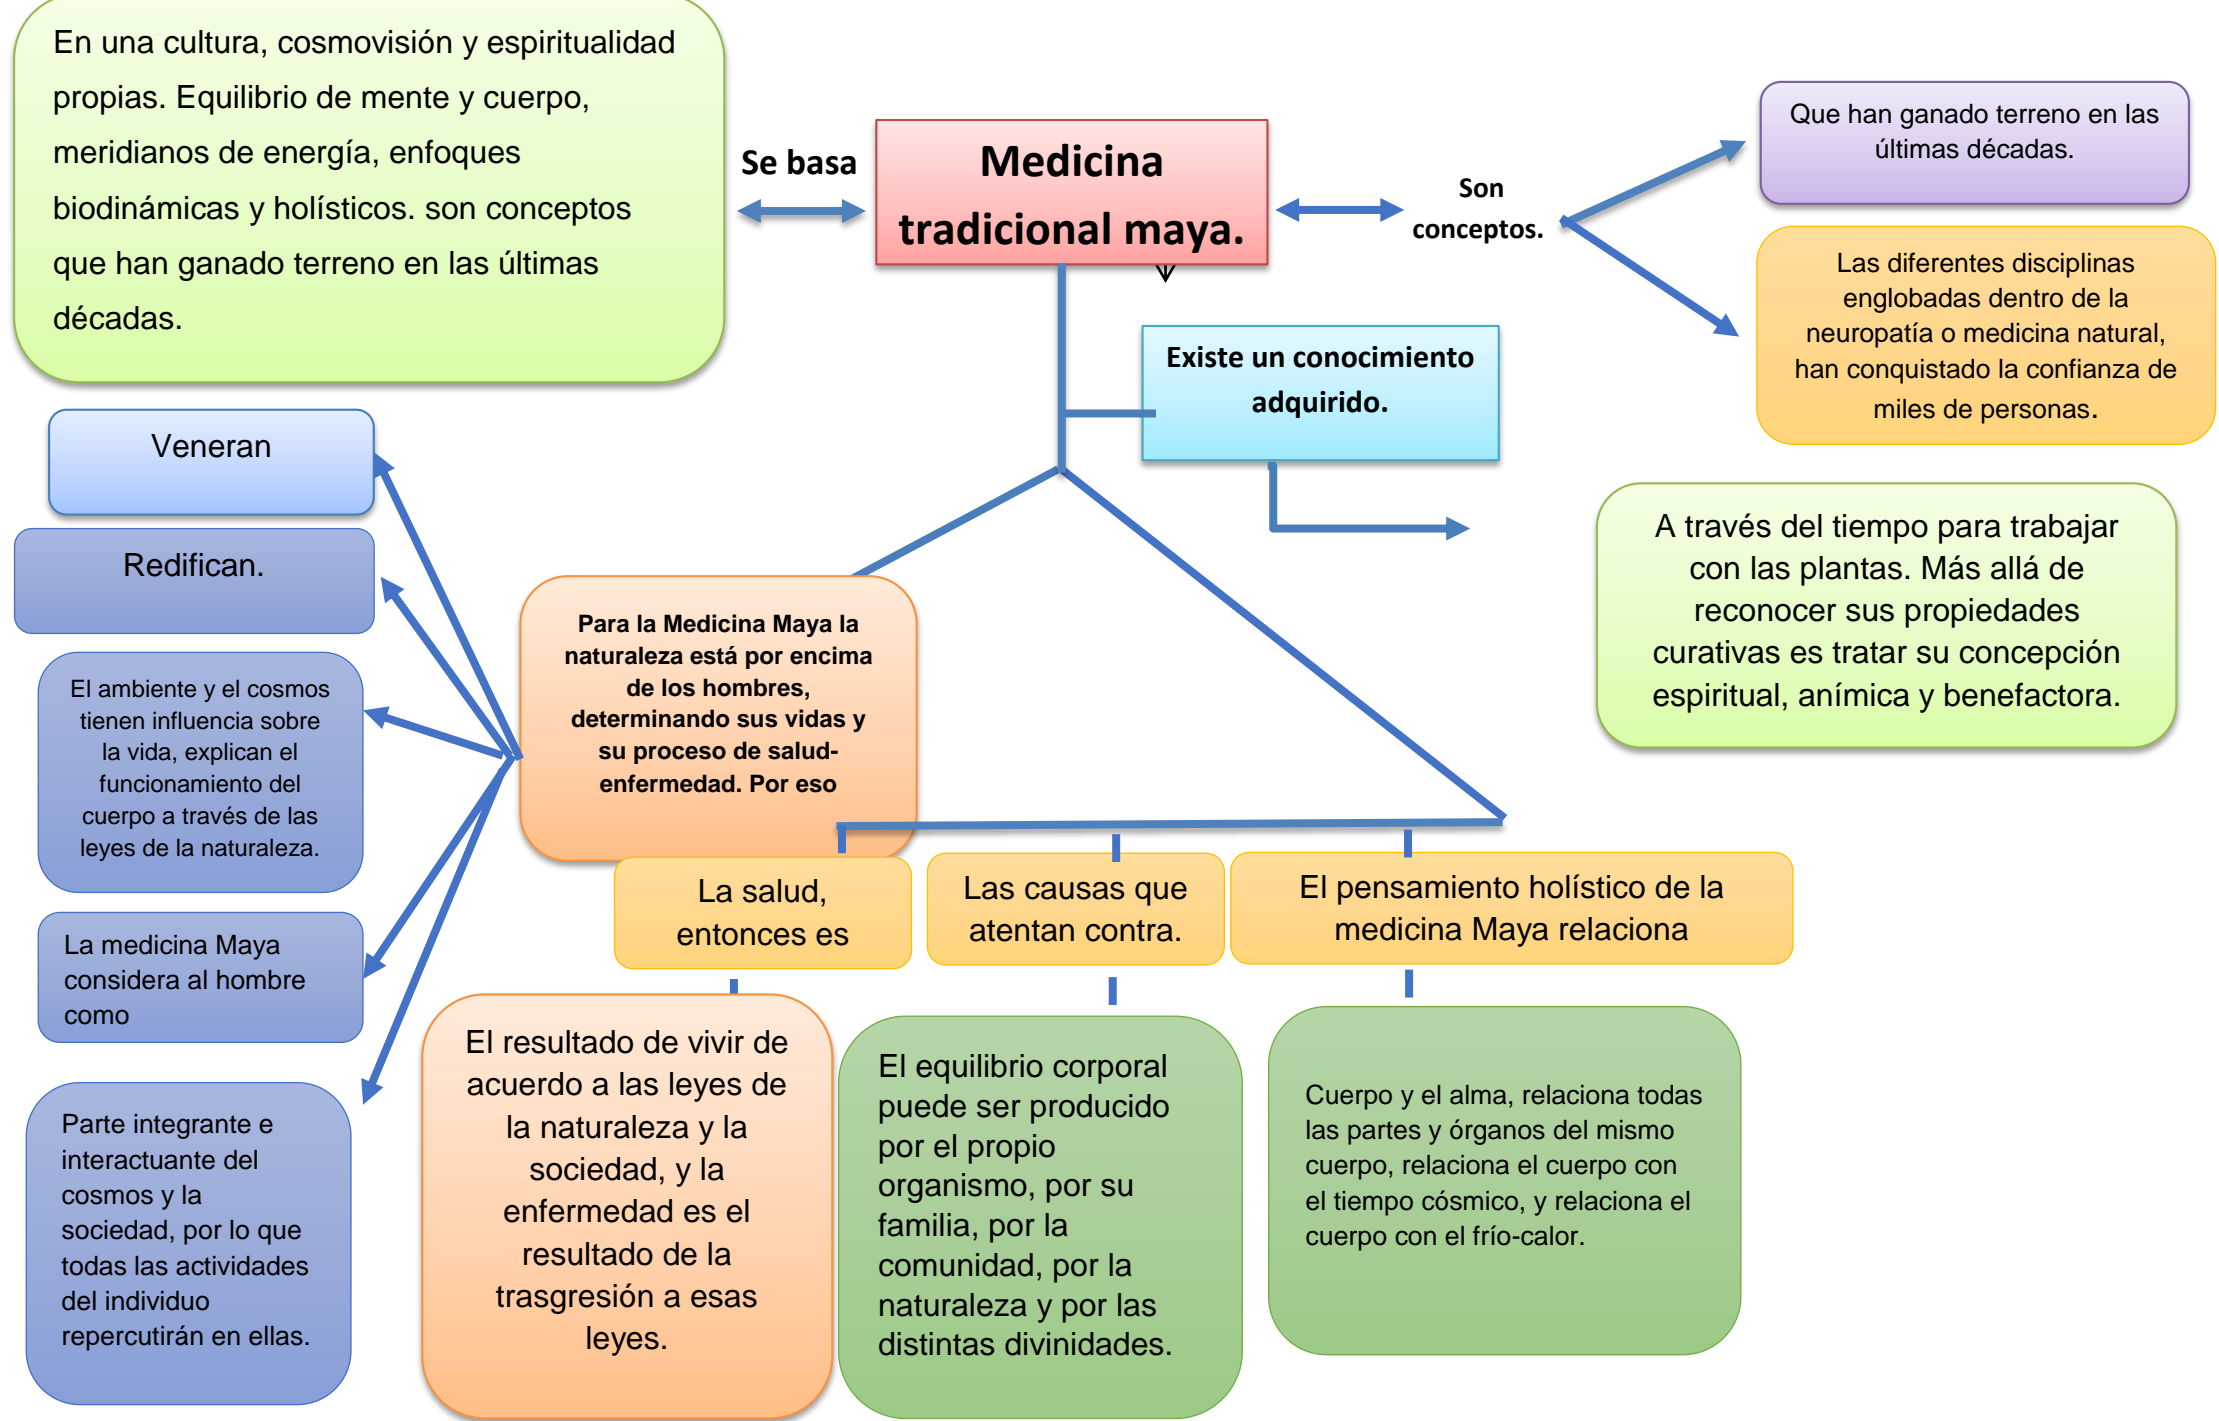 En una cultura, cosmovisión y espiritualidad
propias. Equilibrio de mente y cuerpo,
meridianos de energía, enfoques
biodinámicas y holísticos. son conceptos
que han ganado terreno en las últimas
décadas.
Se basa
Medicina
tradicional maya.
Son
conceptos.
Que han ganado terreno en las
últimas décadas.
Las diferentes disciplinas
englobadas dentro de la
neuropatía o medicina natural,
han conquistado la confianza de
miles de personas.
Existe un conocimiento
adquirido.
A través del tiempo para trabajar
con las plantas. Más allá de
reconocer sus propiedades
curativas es tratar su concepción
espiritual, anímica y benefactora.
Para la Medicina Maya la
naturaleza está por encima
de los hombres,
determinando sus vidas y
su proceso de salud-
enfermedad. Por eso
Veneran
Redifican.
El ambiente y el cosmos
tienen influencia sobre
la vida, explican el
funcionamiento del
cuerpo a través de las
leyes de la naturaleza.
La medicina Maya
considera al hombre
como
Parte integrante e
interactuante del
cosmos y la
sociedad, por lo que
todas las actividades
del individuo
repercutirán en ellas.
La salud,
entonces es
El resultado de vivir de
acuerdo a las leyes de
la naturaleza y la
sociedad, y la
enfermedad es el
resultado de la
trasgresión a esas
leyes.
Las causas que
atentan contra.
El equilibrio corporal
puede ser producido
por el propio
organismo, por su
familia, por la
comunidad, por la
naturaleza y por las
distintas divinidades.
El pensamiento holístico de la
medicina Maya relaciona
Cuerpo y el alma, relaciona todas
las partes y órganos del mismo
cuerpo, relaciona el cuerpo con
el tiempo cósmico, y relaciona el
cuerpo con el frío-calor.